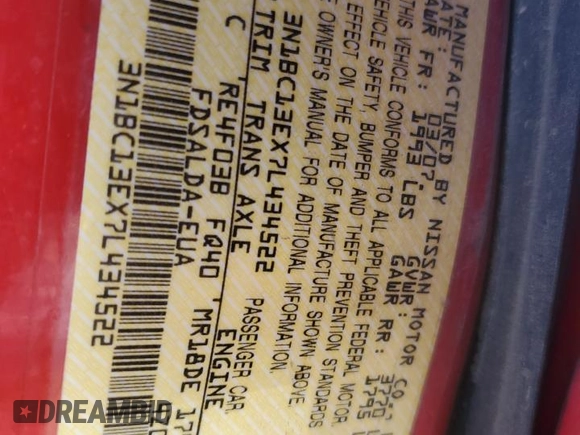 MANUFACTURED BY NISSAN MOTOR CO.
DATE: 03/07 GVWR: 3770
GAWR FR: 1993 LBS GAWR RR: 1795
THIS VEHICLE CONFORMS TO ALL APPLICABLE FEDERAL MOTOR
VEHICLE SAFETY, BUMPER AND THEFT PREVENTION STANDARDS
EFFECT ON THE DATE OF MANUFACTURE SHOWN ABOVE
OWNER'S MANUAL FOR ADDITIONAL INFORMATION.
3N1BC13EX7L434522 PASSENGER CAR
TRIM TRANS AXLE ENGINE
C RE4F03B FQ40 MR18DE
FDSALDA-EUA
3N1BC13EX7L434522
DREAMBID